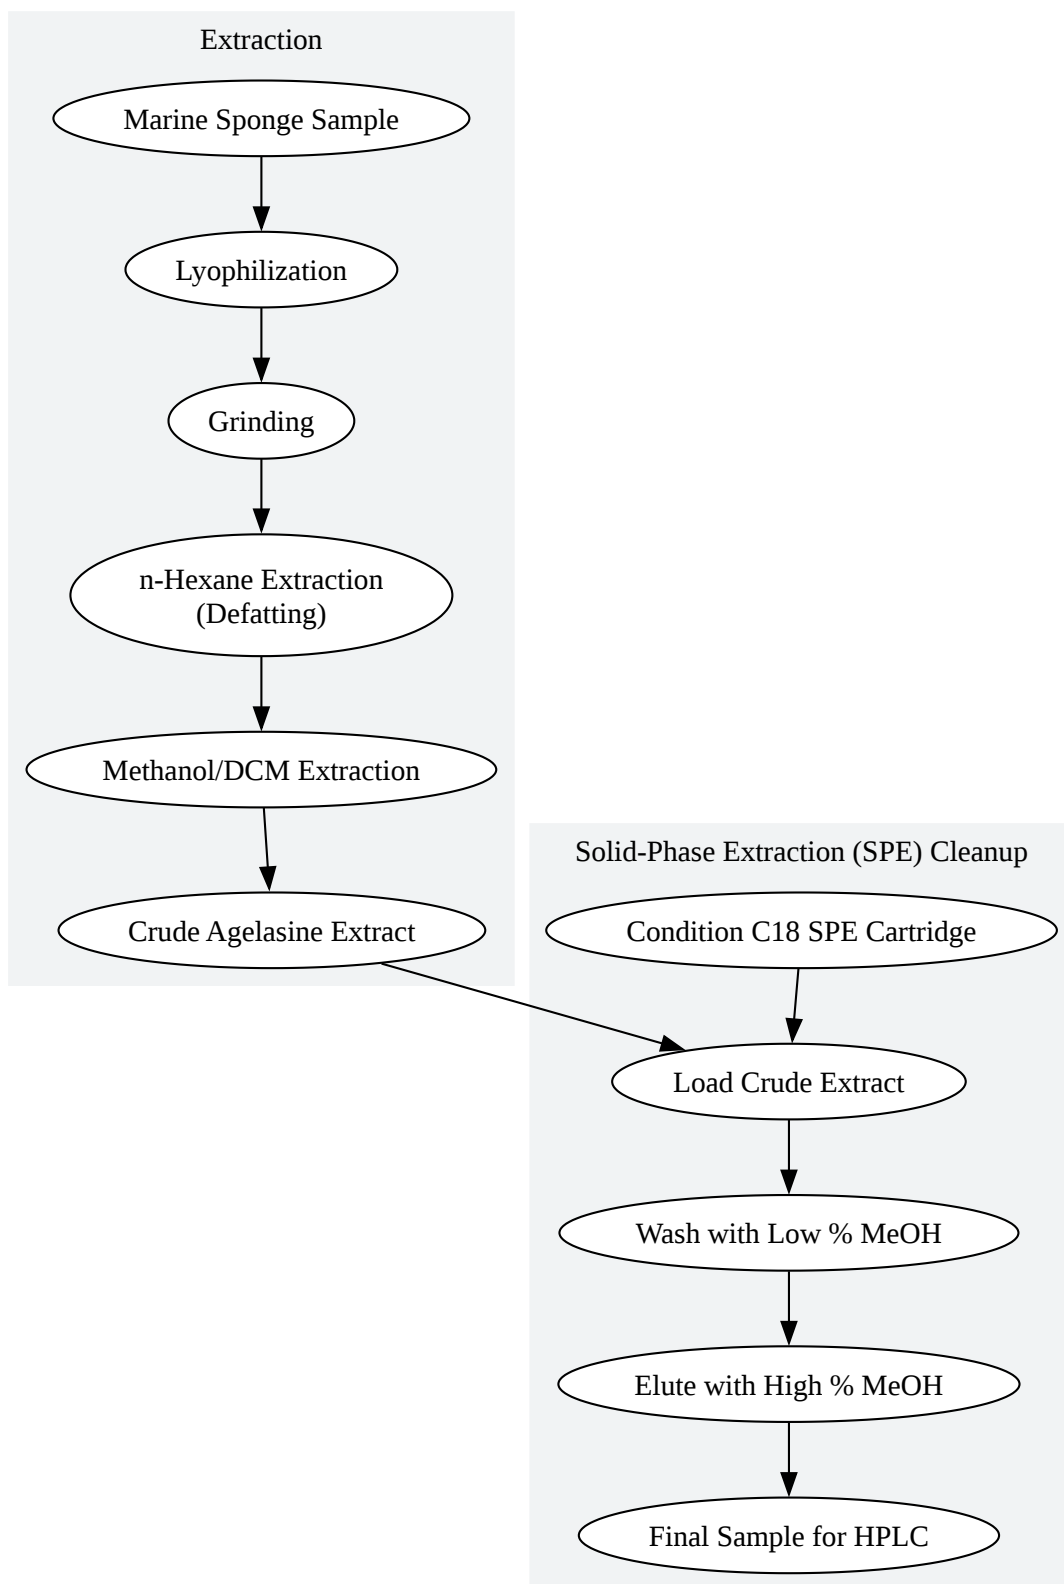 Extraction
Marine Sponge Sample
Lyophilization
Grinding
n-Hexane Extraction
(Defatting)
Methanol/DCM Extraction
Crude Agelasine Extract
Solid-Phase Extraction (SPE) Cleanup
Condition C18 SPE Cartridge
Load Crude Extract
Wash with Low % MeOH
Elute with High % MeOH
Final Sample for HPLC